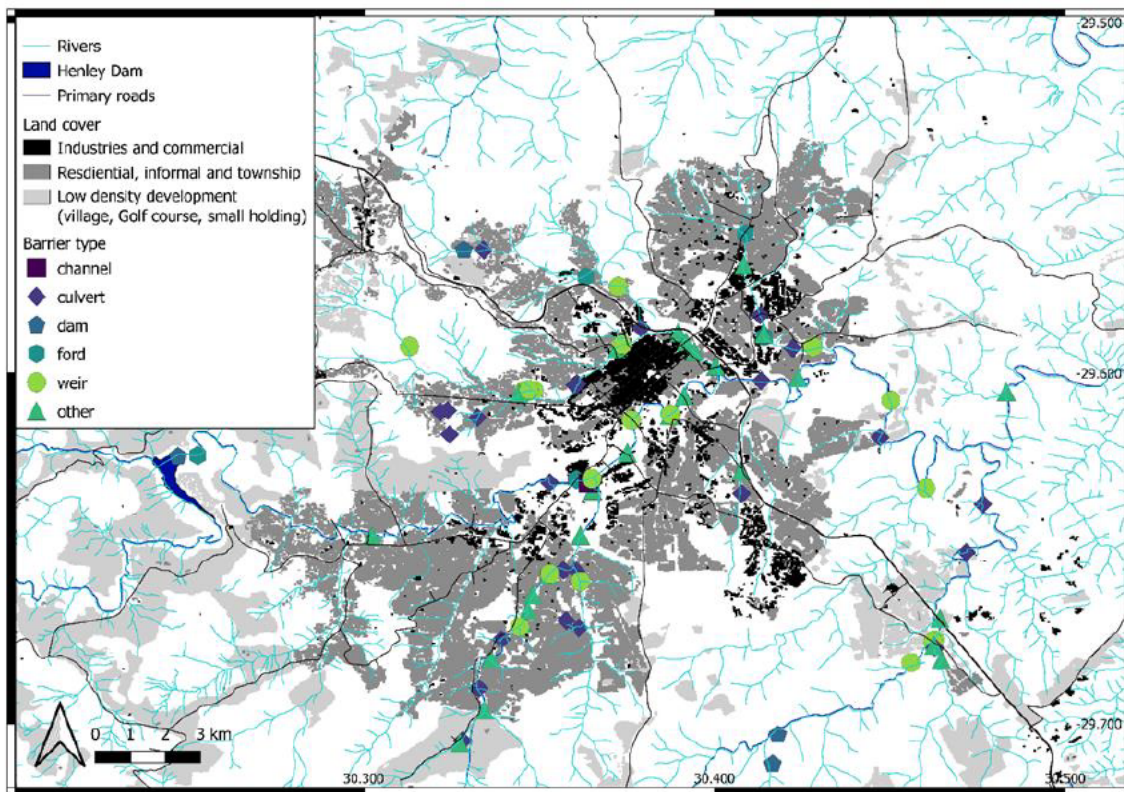 Rivers
Henley Dam
Primary roads
Land cover
Industries and commercial
Resdiential, informal and township
Low density development
(village, Golf course, small holding)
Barrier type
channel
culvert
dam
ford
weir
other
0 1 2 3 km
30.300
30.400
30.500
-29.500
-29.600
-29.700